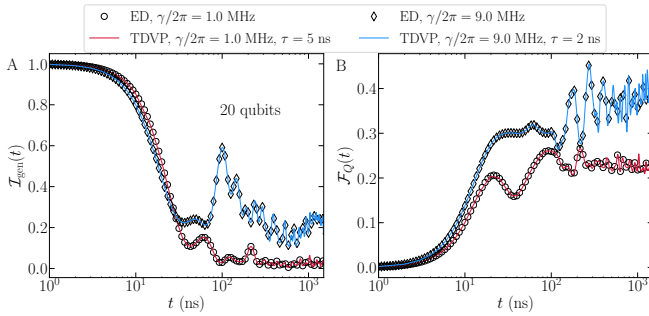 ED, γ/2π = 1.0 MHz ED, γ/2π = 9.0 MHz
TDVP, γ/2π = 1.0 MHz, τ = 5 ns TDVP, γ/2π = 9.0 MHz, τ = 2 ns
A
1.0
0.8
0.6
0.4
0.2
0.0
I_gen(t)
20 qubits
10⁰ 10¹ 10² 10³
t (ns)
B
0.4
0.3
0.2
0.1
0.0
F_Q(t)
10⁰ 10¹ 10² 10³
t (ns)